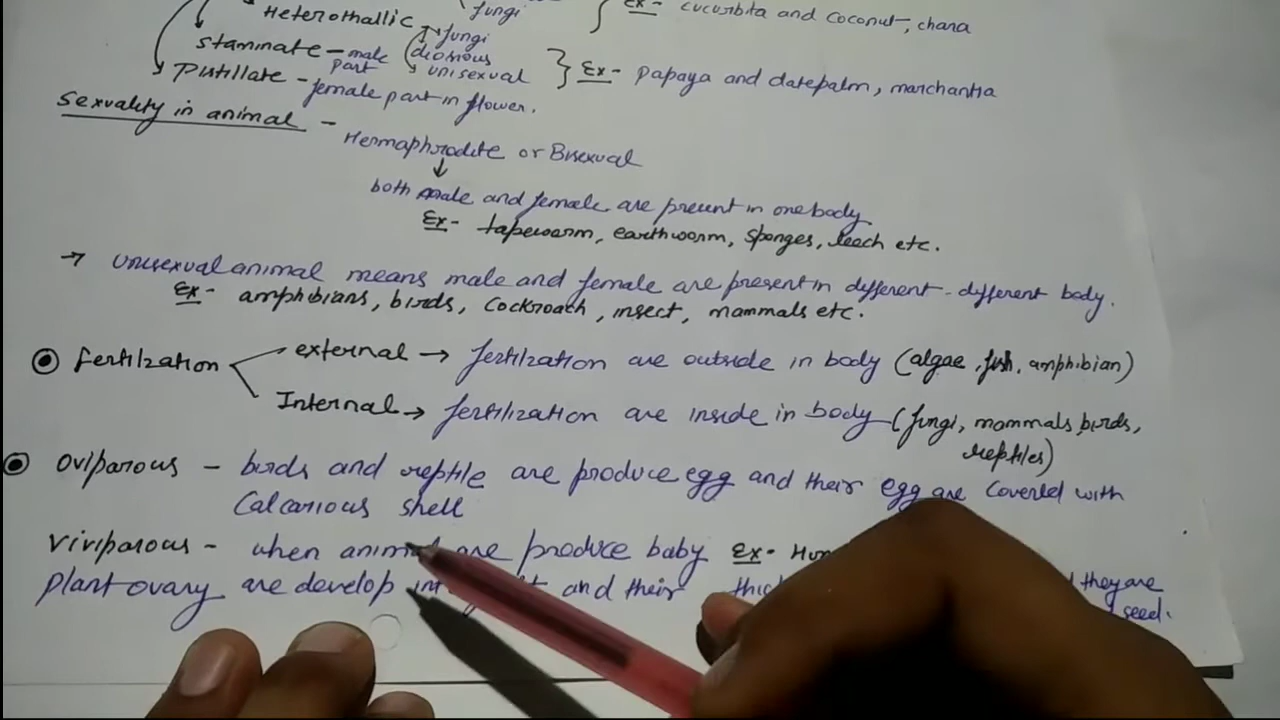 fungi Ex- cucurbita and coconut, chara
Heterothallic fungi
dioxious
staminate - male part unisexual } Ex- papaya and datepalm, marchantia
Pistillate - female part in flower.
Sexuality in animal - Hermaphrodite or Bisexual
both male and female are present in one body
Ex- tapeworm, earthworm, sponges, leech etc.
→ unisexual animal means male and female are present in different-different body.
Ex- amphibians, birds, Cockroach, insect, mammals etc.
fertilzation external → fertilzation are outside in body (algae, fish, amphibian)
Internal → fertilization are inside in body (fungi, mammals, birds,
reptiles)
Oviparous - birds and reptile are produce egg and their egg are covered with
Calcarious shell
Viviparous - when animal are produce baby Ex-
plant ovary are develop and their they are
seed.